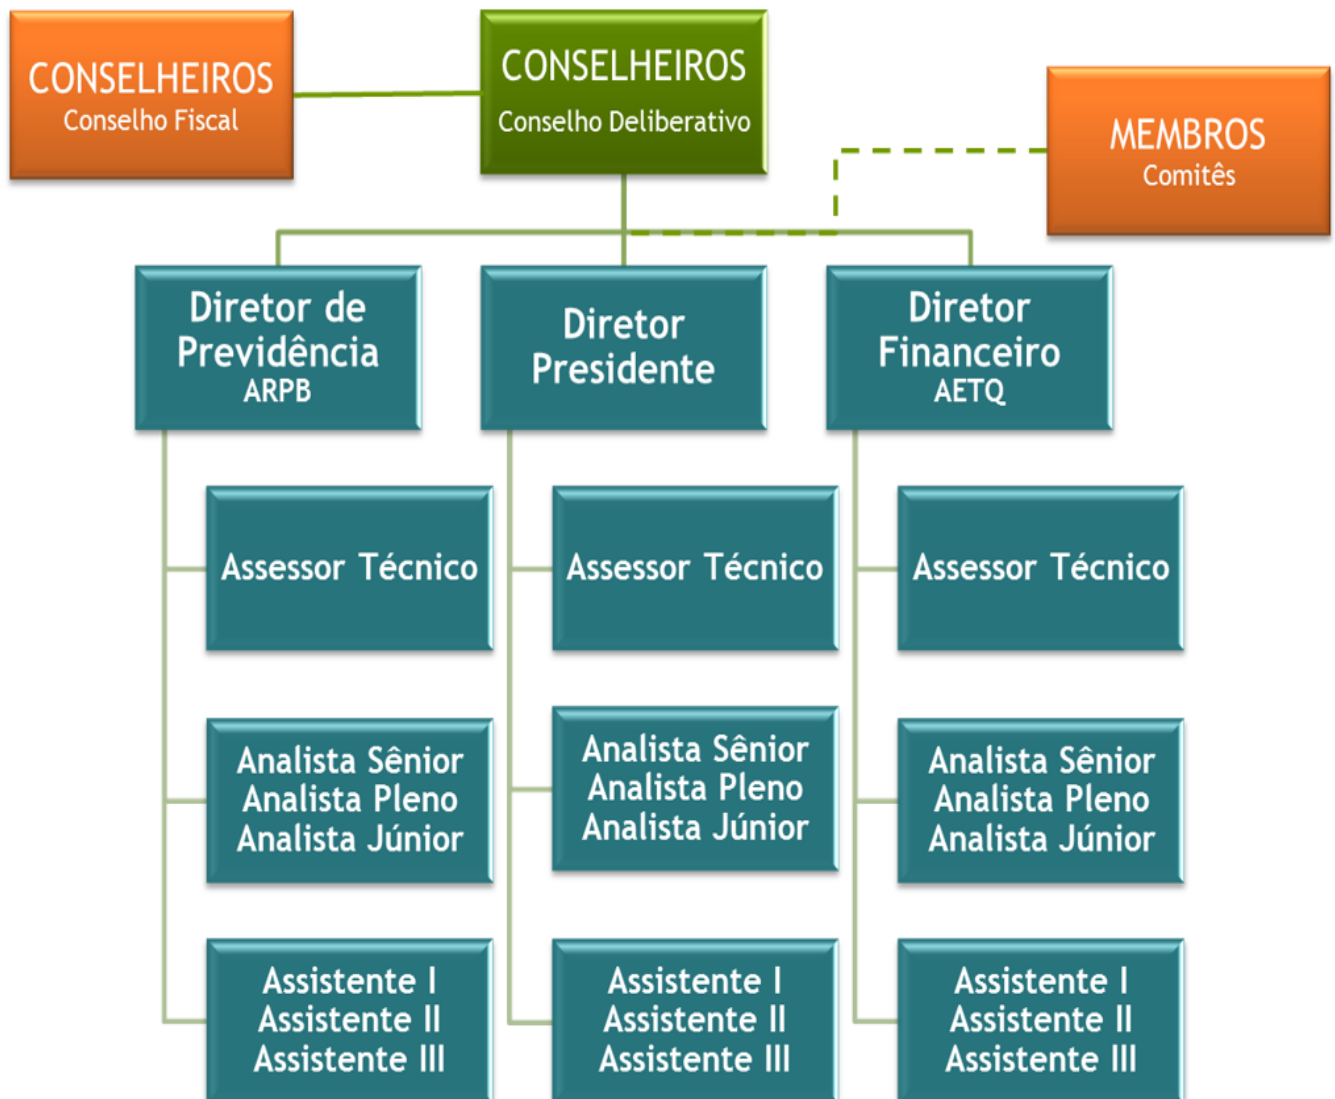 CONSELHEIROS
Conselho Fiscal
CONSELHEIROS
Conselho Deliberativo
MEMBROS
Comitês
Diretor de
Previdência
ARPB
Diretor
Presidente
Diretor
Financeiro
AETQ
Assessor Técnico
Assessor Técnico
Assessor Técnico
Analista Sênior
Analista Pleno
Analista Júnior
Analista Sênior
Analista Pleno
Analista Júnior
Analista Sênior
Analista Pleno
Analista Júnior
Assistente I
Assistente II
Assistente III
Assistente I
Assistente II
Assistente III
Assistente I
Assistente II
Assistente III